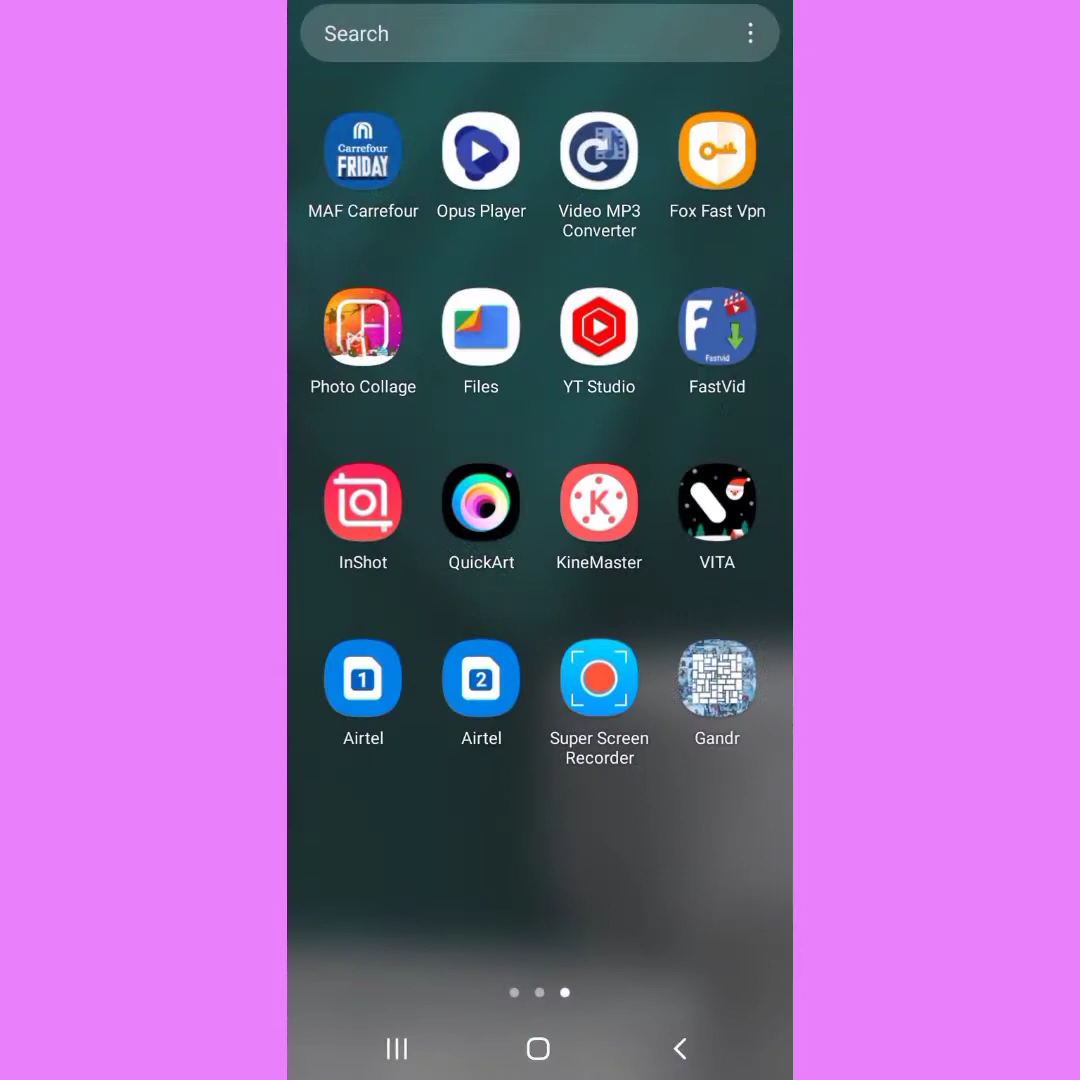 Search
Carrefour
FRIDAY
MAF Carrefour
Opus Player
Video MP3
Converter
Fox Fast Vpn
Photo Collage
Files
YT Studio
F
Fastvid
FastVid
InShot
QuickArt
K
KineMaster
VITA
1
Airtel
2
Airtel
Super Screen
Recorder
Gandr